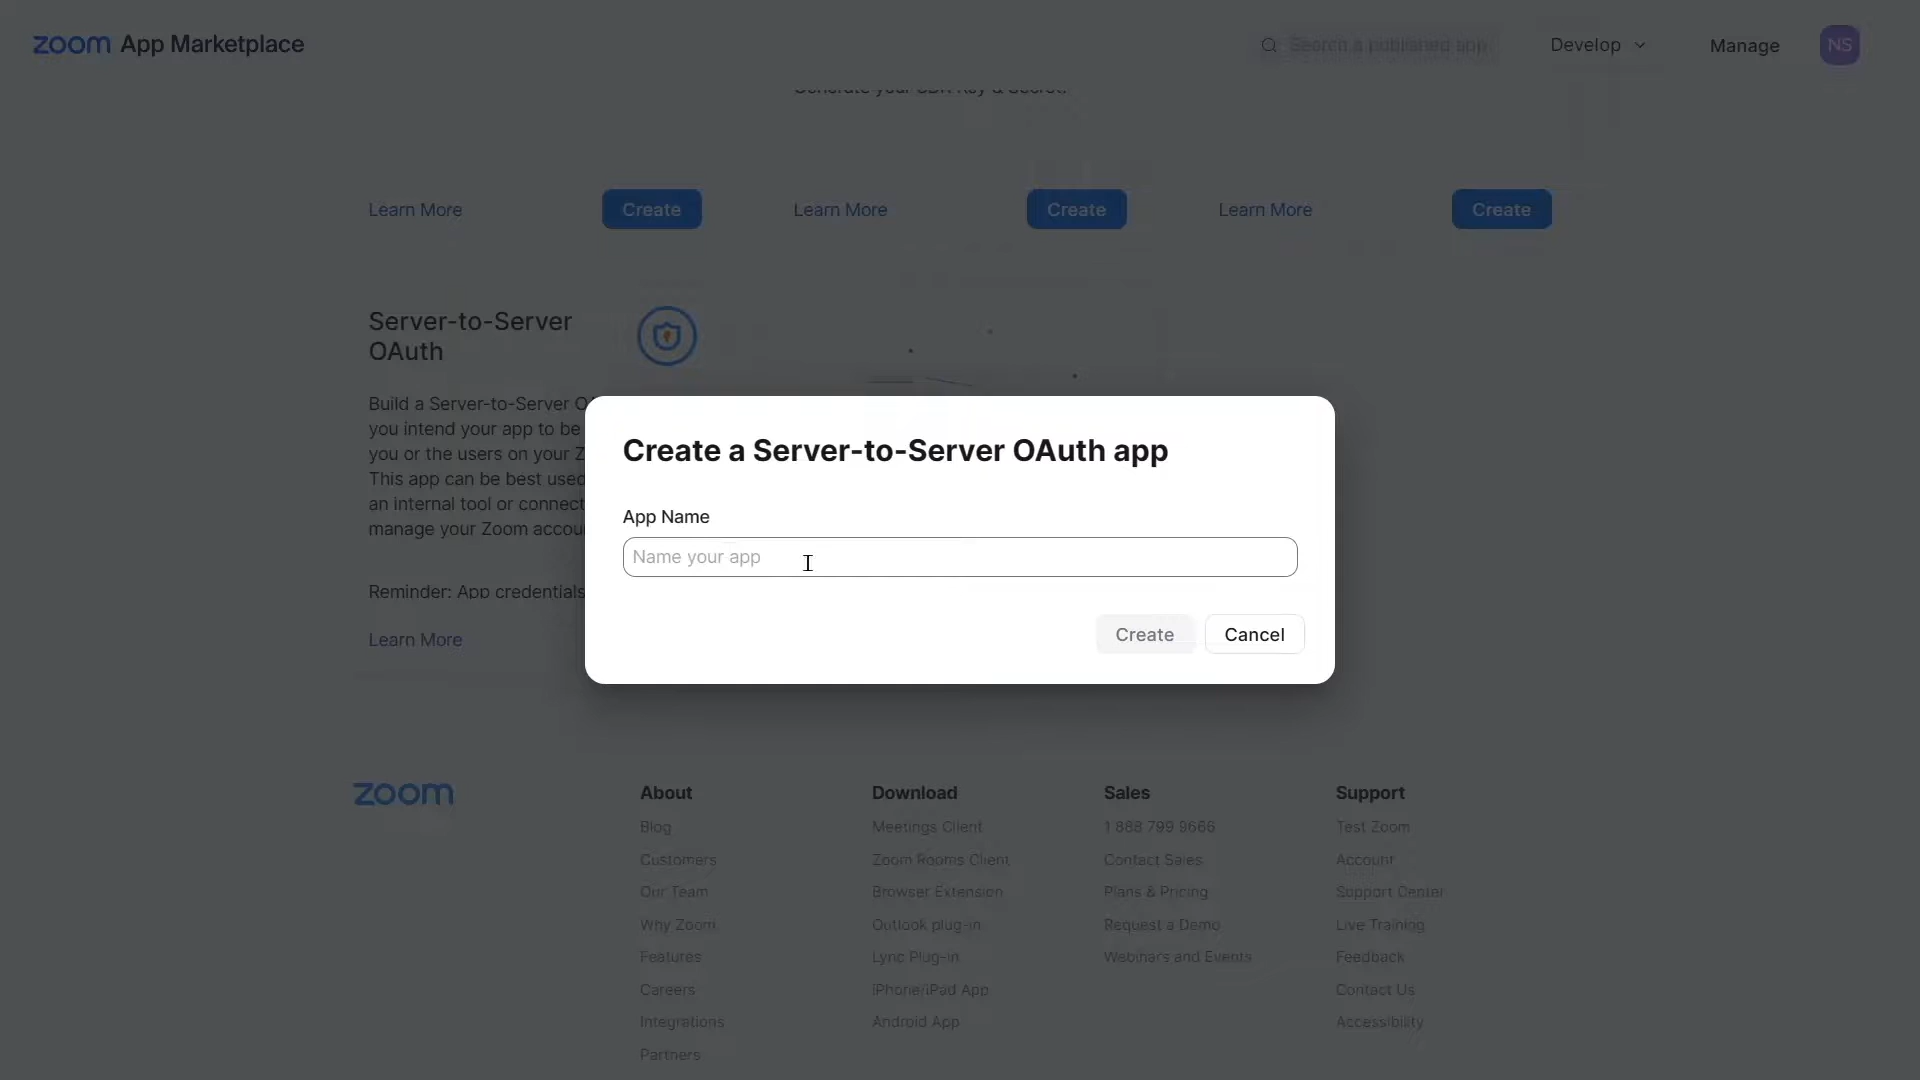 zoom App Marketplace
Search a published app
Develop
Manage
NS
Generate your SDK Key & Secret.
Learn More
Create
Learn More
Create
Learn More
Create
Server-to-Server
OAuth
Build a Server-to-Server O
you intend your app to be
you or the users on your Z
This app can be best used
an internal tool or connect
manage your Zoom accou
Reminder: App credentials
Learn More
Create a Server-to-Server OAuth app
App Name
Name your app
Create
Cancel
zoom
About
Blog
Customers
Our Team
Why Zoom
Features
Careers
Integrations
Partners
Download
Meetings Client
Zoom Rooms Client
Browser Extension
Outlook plug-in
Lync Plug-in
iPhone/iPad App
Android App
Sales
1 888 799 9666
Contact Sales
Plans & Pricing
Request a Demo
Webinars and Events
Support
Test Zoom
Account
Support Center
Live Training
Feedback
Contact Us
Accessibility